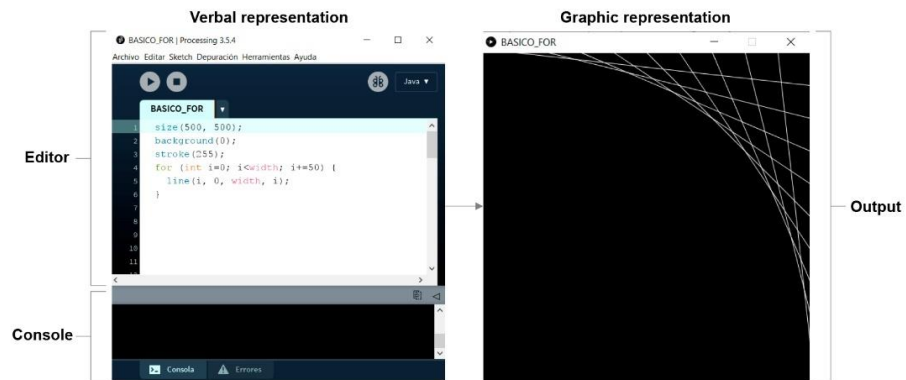 Verbal representation
Graphic representation
BASICO_FOR | Processing 3.5.4
Archivo Editar Sketch Depuración Herramientas Ayuda
Java
BASICO_FOR
1 size(500, 500);
2 background(0);
3 stroke(255);
4 for (int i=0; i<width; i+=50) {
5 line(i, 0, width, i);
6 }
7
8
9
10
11
Editor
Console
Consola
Errores
BASICO_FOR
Output